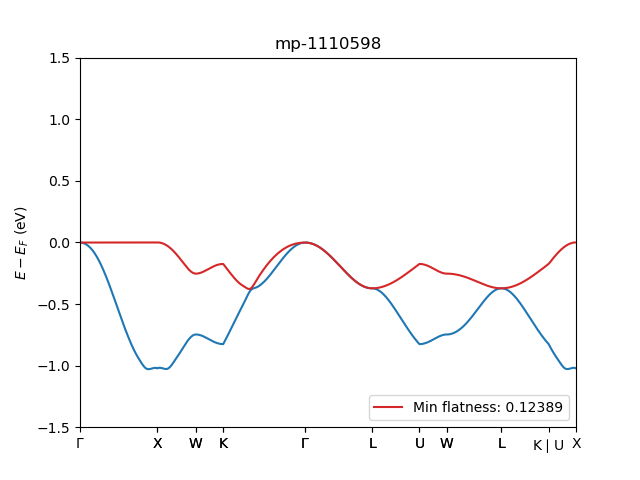 mp-1110598
1.5
1.0
0.5
0.0
−0.5
−1.0
−1.5
E − E_F (eV)
Min flatness: 0.12389
Γ X W K Γ L U W L K | U X